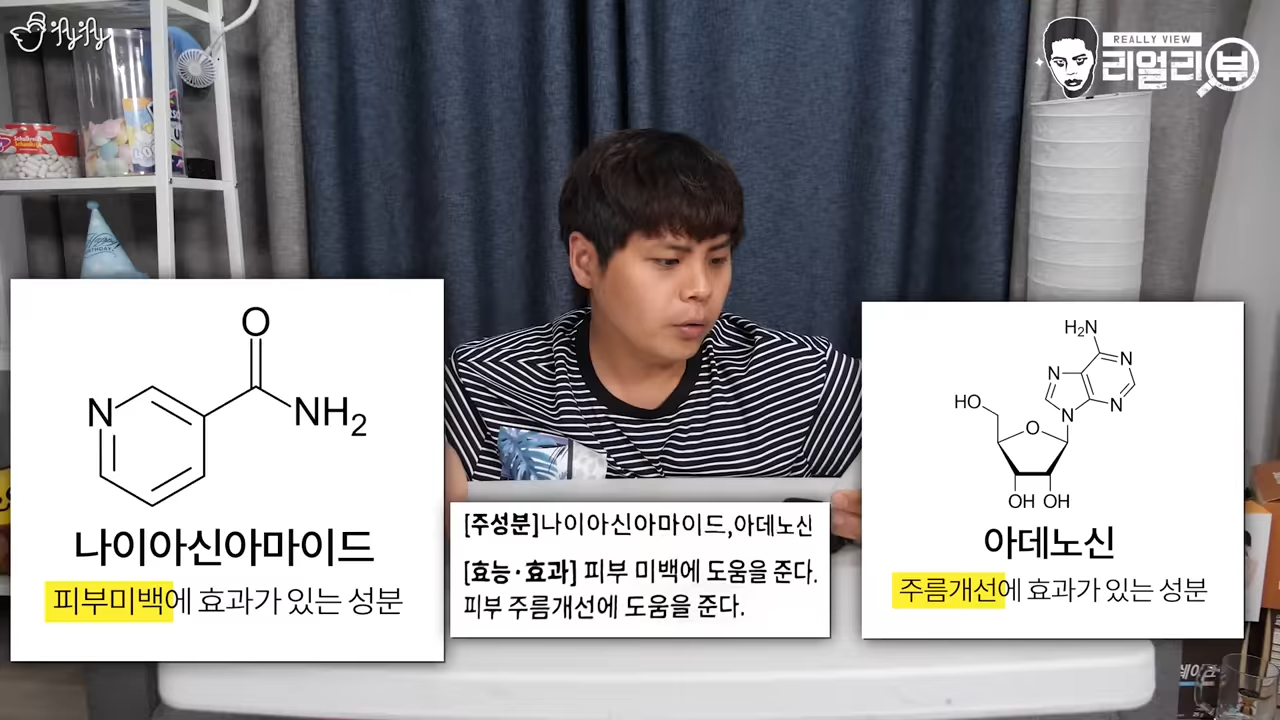 REALLY VIEW
리얼리뷰
O
N
NH2
나이아신아마이드
피부미백에 효과가 있는 성분
[주성분]나이아신아마이드,아데노신
[효능·효과] 피부 미백에 도움을 준다.
피부 주름개선에 도움을 준다.
H2N
N
N
N
N
HO
O
OH OH
아데노신
주름개선에 효과가 있는 성분